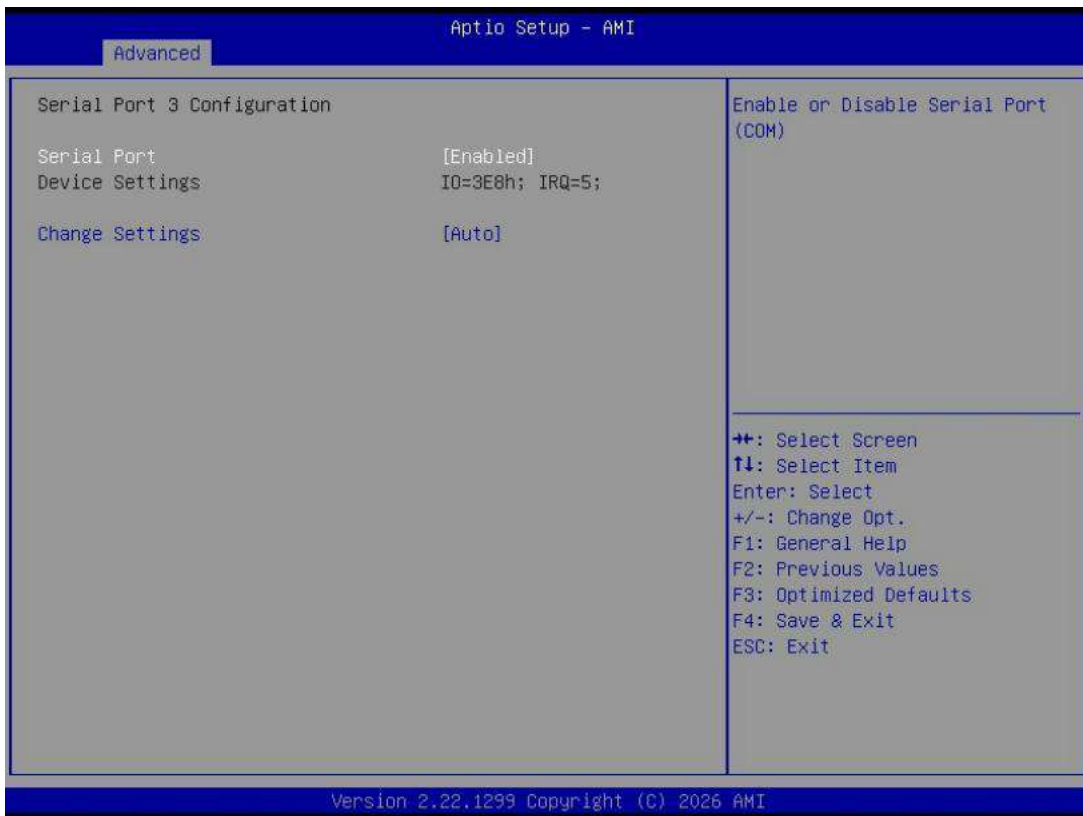 Aptio Setup - AMI
Advanced
Serial Port 3 Configuration
Serial Port [Enabled]
Device Settings IO=3E8h; IRQ=5;
Change Settings [Auto]
Enable or Disable Serial Port
(COM)
→←: Select Screen
↑↓: Select Item
Enter: Select
+/-: Change Opt.
F1: General Help
F2: Previous Values
F3: Optimized Defaults
F4: Save & Exit
ESC: Exit
Version 2.22.1299 Copyright (C) 2026 AMI